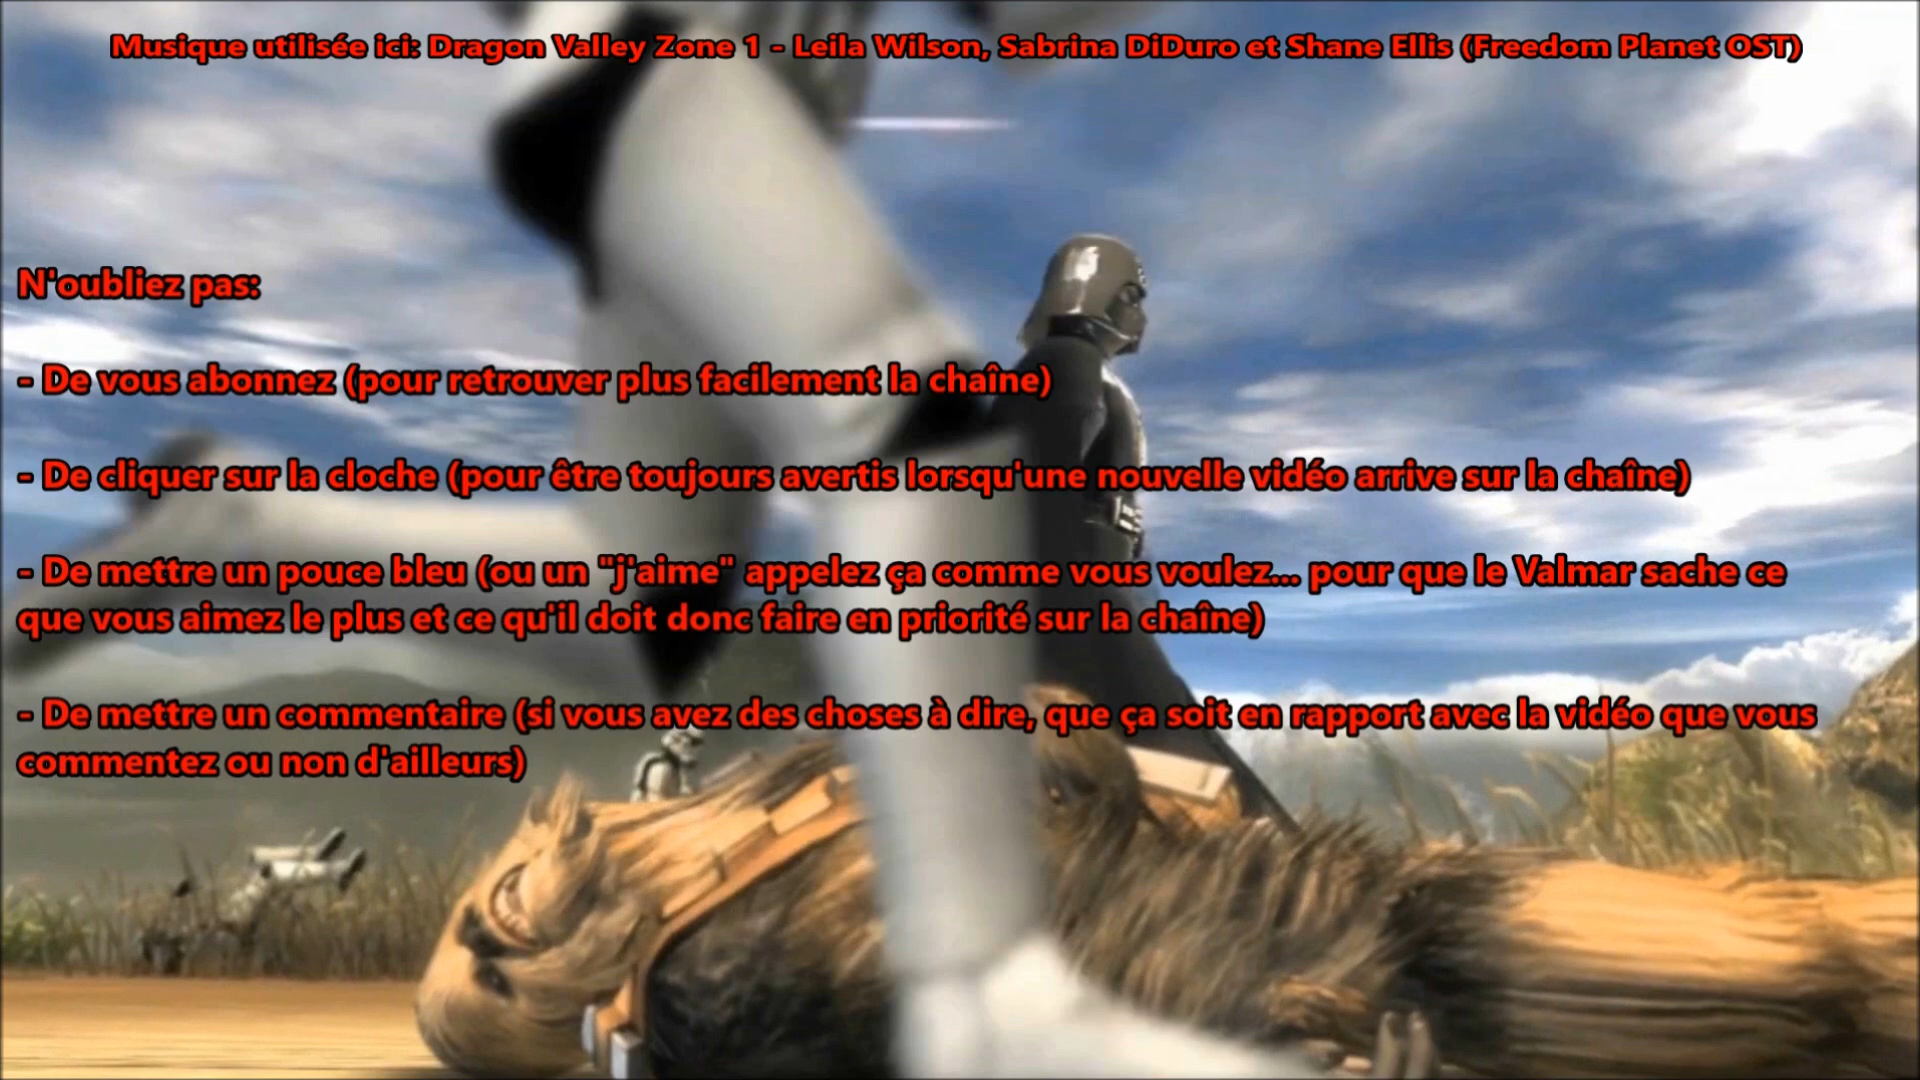 Musique utilisée ici: Dragon Valley Zone 1 - Leila Wilson, Sabrina DiDuro et Shane Ellis (Freedom Planet OST)
N'oubliez pas:
- De vous abonnez (pour retrouver plus facilement la chaîne)
- De cliquer sur la cloche (pour être toujours avertis lorsqu'une nouvelle vidéo arrive sur la chaîne)
- De mettre un pouce bleu (ou un "j'aime" appelez ça comme vous voulez... pour que le Valmar sache ce
que vous aimez le plus et ce qu'il doit donc faire en priorité sur la chaîne)
- De mettre un commentaire (si vous avez des choses à dire, que ça soit en rapport avec la vidéo que vous
commentez ou non d'ailleurs)